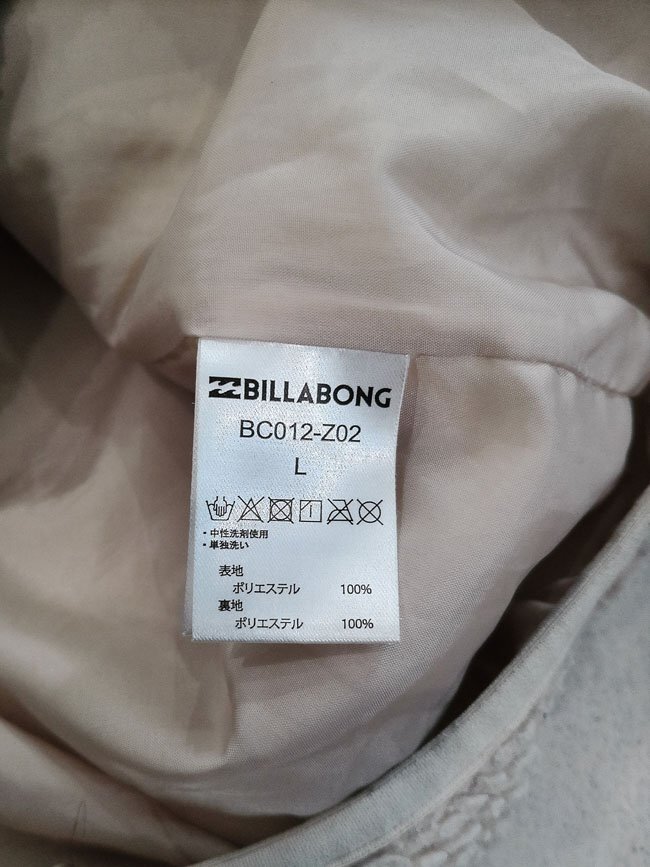 BILLABONG
BC012-Z02
L
・中性洗剤使用
・単独洗い
表地
ポリエステル 100%
裏地
ポリエステル 100%